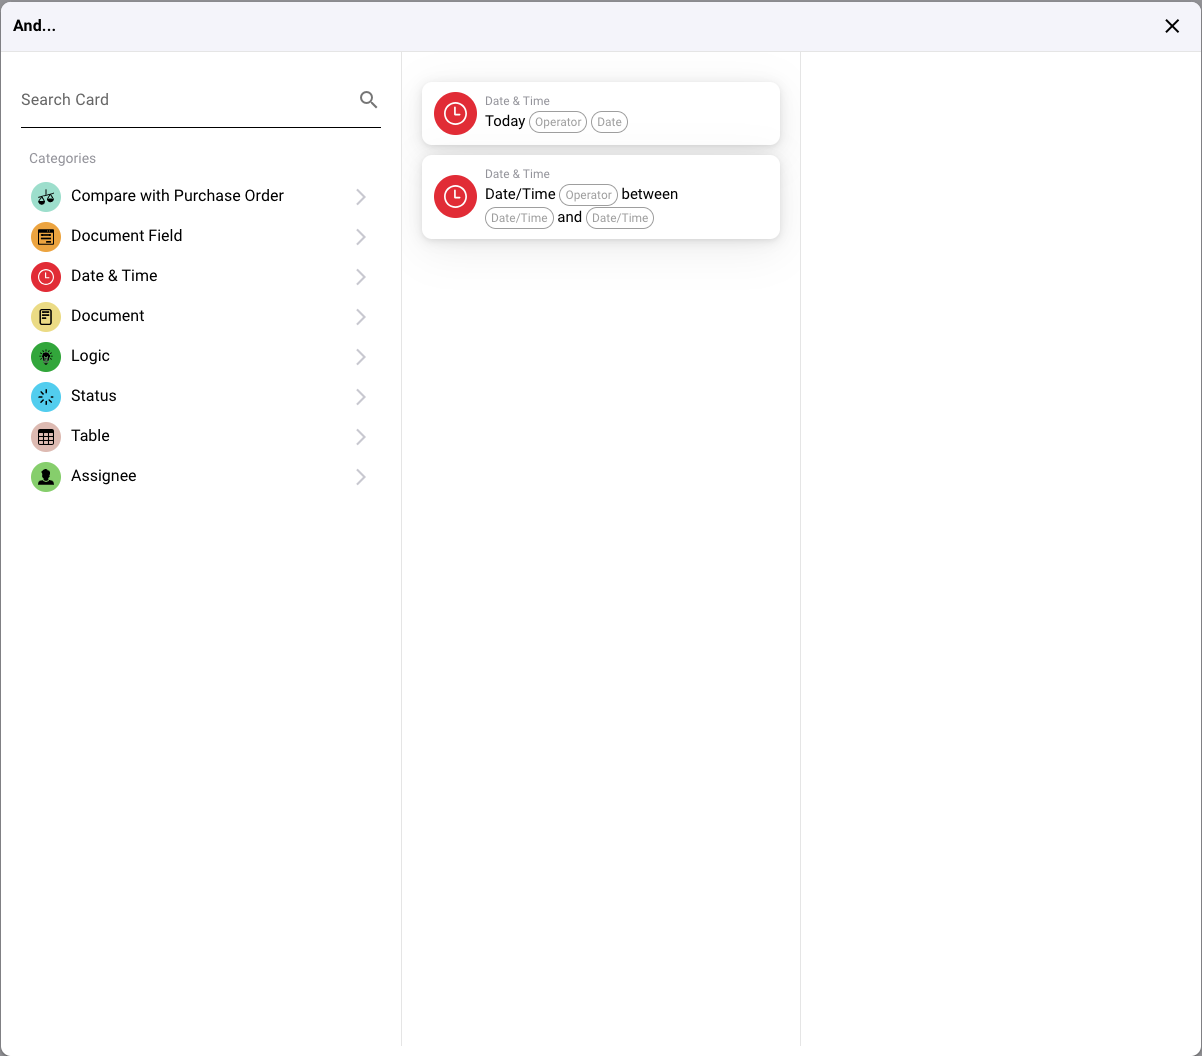 And...
Search Card
Categories
Compare with Purchase Order
Document Field
Date & Time
Document
Logic
Status
Table
Assignee
Date & Time
Today Operator Date
Date & Time
Date/Time Operator between
Date/Time and Date/Time